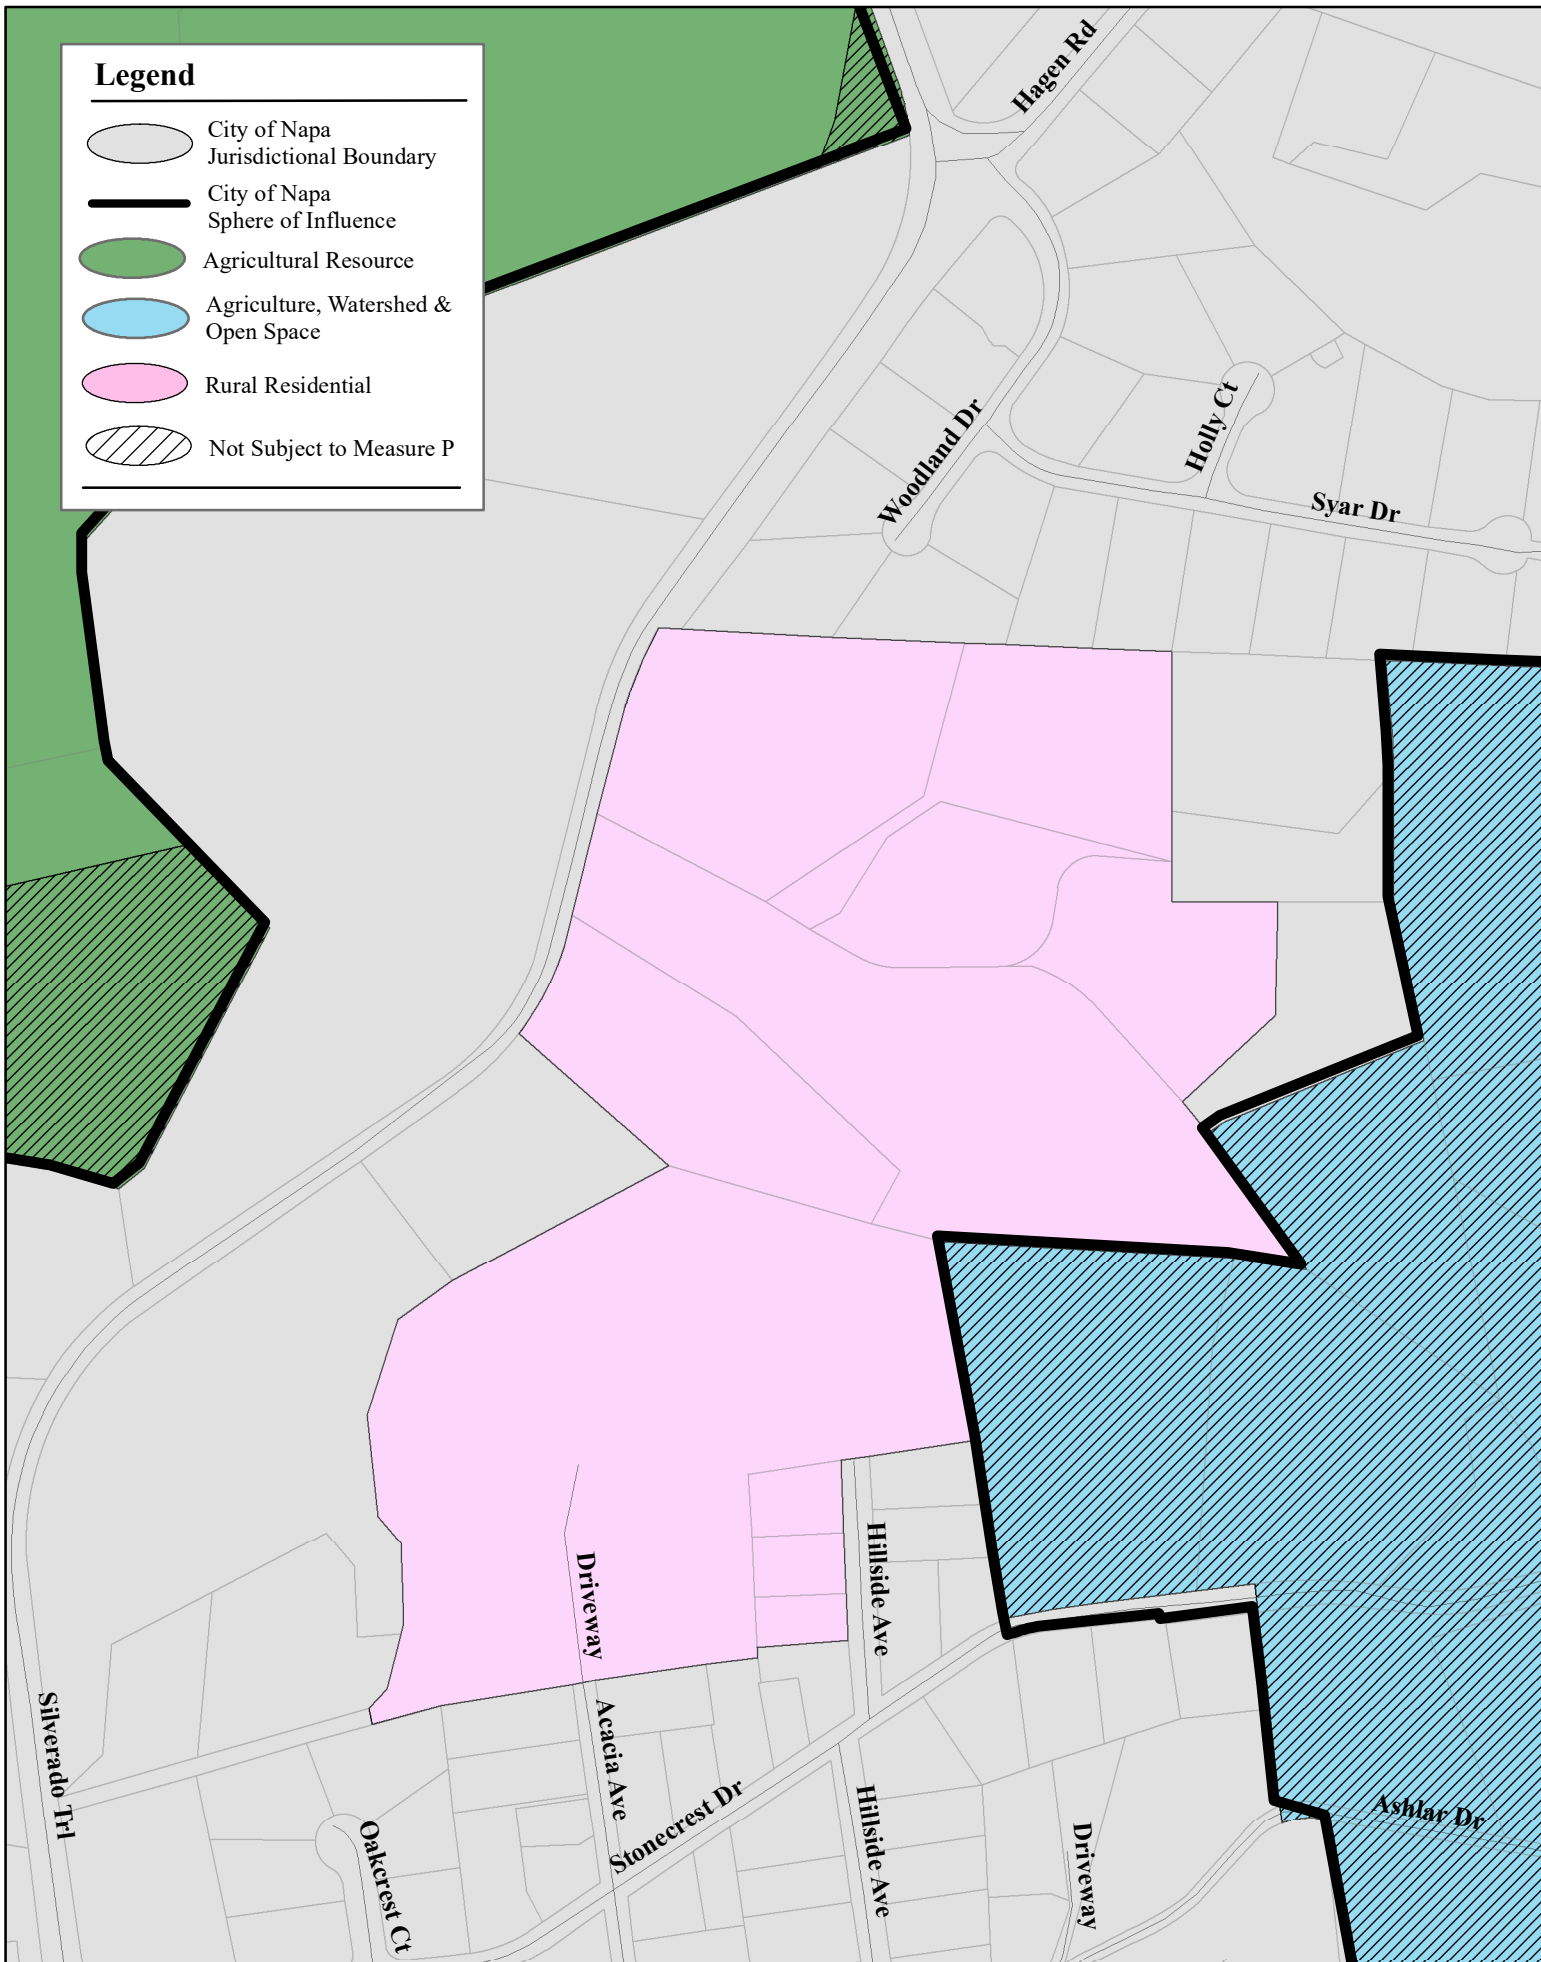 Legend
City of Napa
Jurisdictional Boundary
City of Napa
Sphere of Influence
Agricultural Resource
Agriculture, Watershed &
Open Space
Rural Residential
Not Subject to Measure P
Hagen Rd
Woodland Dr
Holly Ct
Syar Dr
Driveway
Hillside Ave
Silverado Trl
Acacia Ave
Stonecrest Dr
Oakcrest Ct
Hillside Ave
Driveway
Ashlar Dr